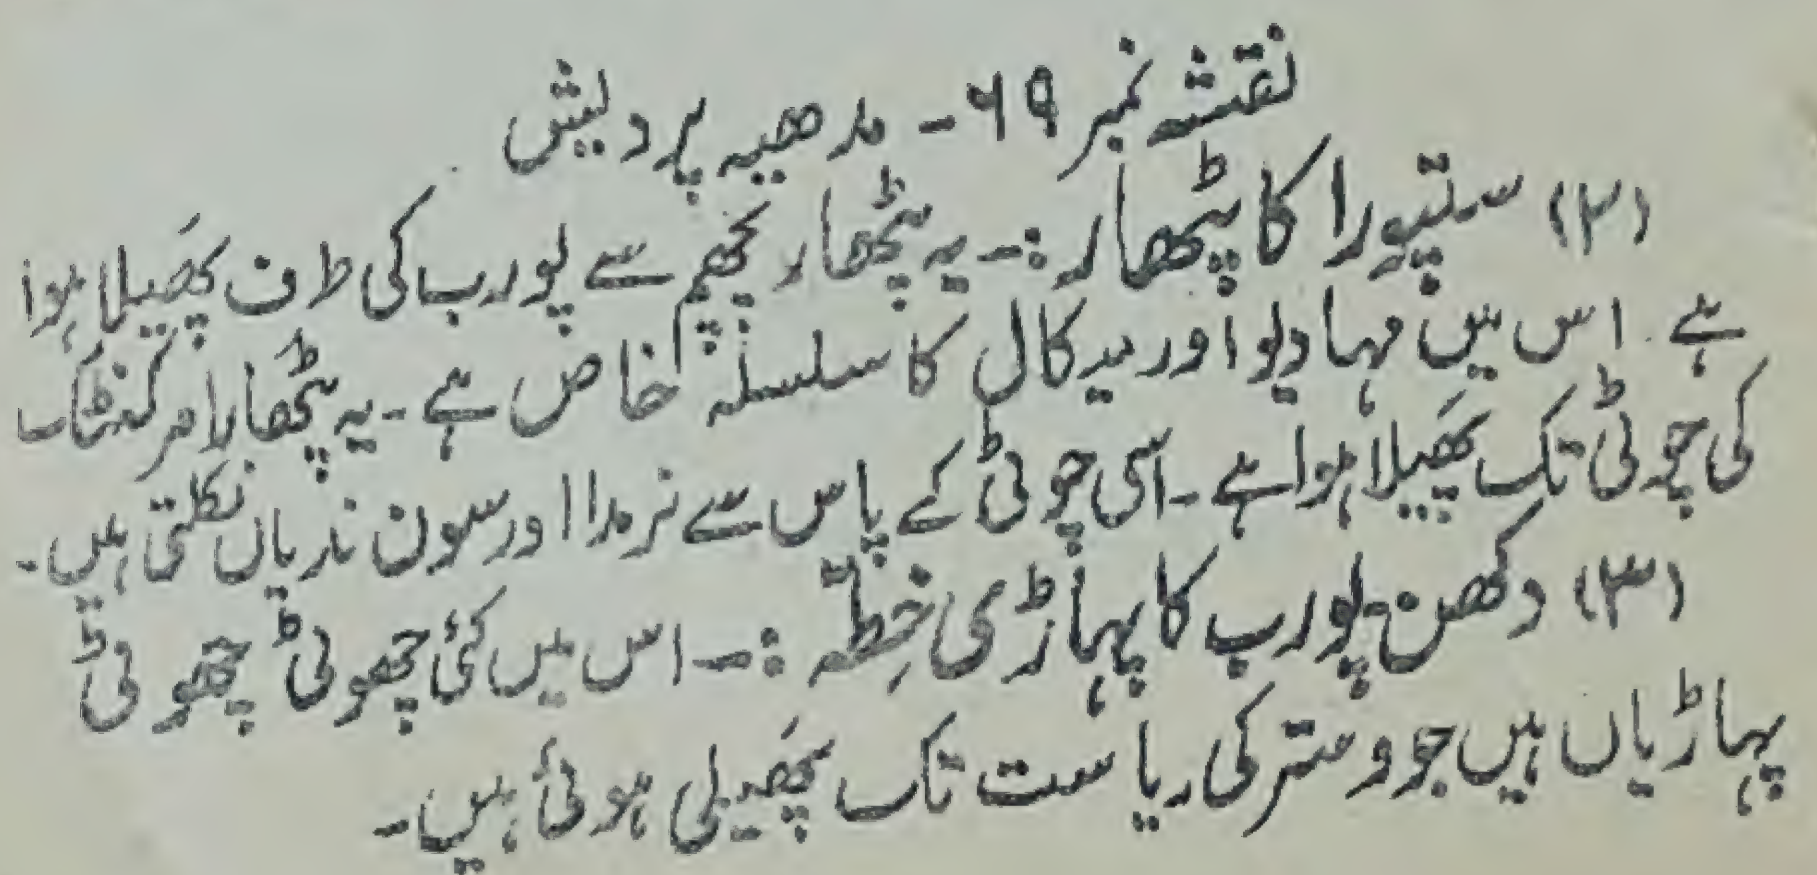 نقشہ نمبر ۶۹ - مدھیہ پردیش
(۲) ستپورا کا پٹھار :- یہ پٹھار پچھم سے پورب کی طرف پھیلا ہوا
ہے۔ اس میں مہادیو اور میکال کا سلسلہ خاص ہے۔ یہ پٹھار امرکنٹک
کی چوٹی تک پھیلا ہوا ہے۔ اسی چوٹی کے پاس سے نرمدا اور سون ندیاں نکلتی ہیں۔
(۳) دکھن پورب کا پہاڑی خِطّہ :- اس میں کئی چھوٹی چھوٹی
پہاڑیاں ہیں جو وستر کی ریاست تک پھیلی ہوئی ہیں۔